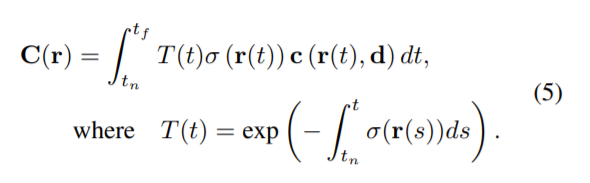 C(r) = ∫_{t_n}^{t_f} T(t)σ (r(t)) c (r(t), d) dt,
(5)
where T(t) = exp (− ∫_{t_n}^{t} σ(r(s))ds) .